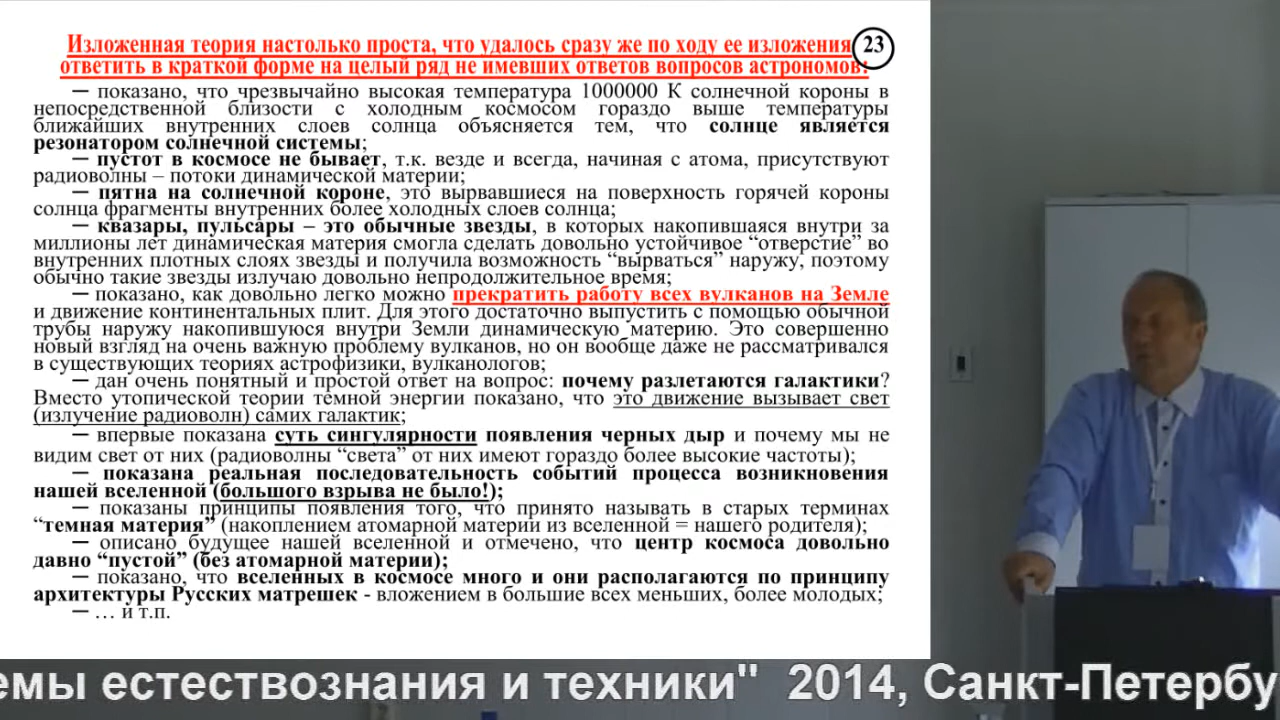 Изложенная теория настолько проста, что удалось сразу же по ходу ее изложения
23
ответить в краткой форме на целый ряд не имевших ответов вопросов астрономов:
─ показано, что чрезвычайно высокая температура 1000000 К солнечной короны в
непосредственной близости с холодным космосом гораздо выше температуры
ближайших внутренних слоев солнца объясняется тем, что солнце является
резонатором солнечной системы;
─ пустот в космосе не бывает, т.к. везде и всегда, начиная с атома, присутствуют
радиоволны – потоки динамической материи;
─ пятна на солнечной короне, это вырвавшиеся на поверхность горячей короны
солнца фрагменты внутренних более холодных слоев солнца;
─ квазары, пульсары – это обычные звезды, в которых накопившаяся внутри за
миллионы лет динамическая материя смогла сделать довольно устойчивое “отверстие” во
внутренних плотных слоях звезды и получила возможность “вырваться” наружу, поэтому
обычно такие звезды излучаю довольно непродолжительное время;
─ показано, как довольно легко можно прекратить работу всех вулканов на Земле
и движение континентальных плит. Для этого достаточно выпустить с помощью обычной
трубы наружу накопившуюся внутри Земли динамическую материю. Это совершенно
новый взгляд на очень важную проблему вулканов, но он вообще даже не рассматривался
в существующих теориях астрофизики, вулканологов;
─ дан очень понятный и простой ответ на вопрос: почему разлетаются галактики?
Вместо утопической теории темной энергии показано, что это движение вызывает свет
(излучение радиоволн) самих галактик;
─ впервые показана суть сингулярности появления черных дыр и почему мы не
видим свет от них (радиоволны “света” от них имеют гораздо более высокие частоты);
─ показана реальная последовательность событий процесса возникновения
нашей вселенной (большого взрыва не было!);
─ показаны принципы появления того, что принято называть в старых терминах
“темная материя” (накоплением атомарной материи из вселенной = нашего родителя);
─ описано будущее нашей вселенной и отмечено, что центр космоса довольно
давно “пустой” (без атомарной материи);
─ показано, что вселенных в космосе много и они располагаются по принципу
архитектуры Русских матрешек - вложением в большие всех меньших, более молодых;
─ … и т.п.
емы естествознания и техники" 2014, Санкт-Петербу